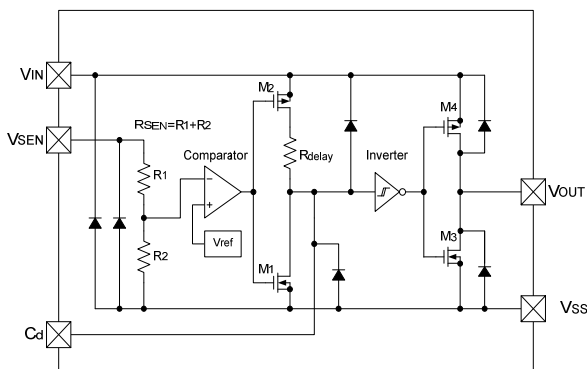 VIN
M2
M4
VSEN
RSEN=R1+R2
Comparator
Rdelay
Inverter
R1
−
+
Vref
VOUT
R2
M1
M3
VSS
Cd